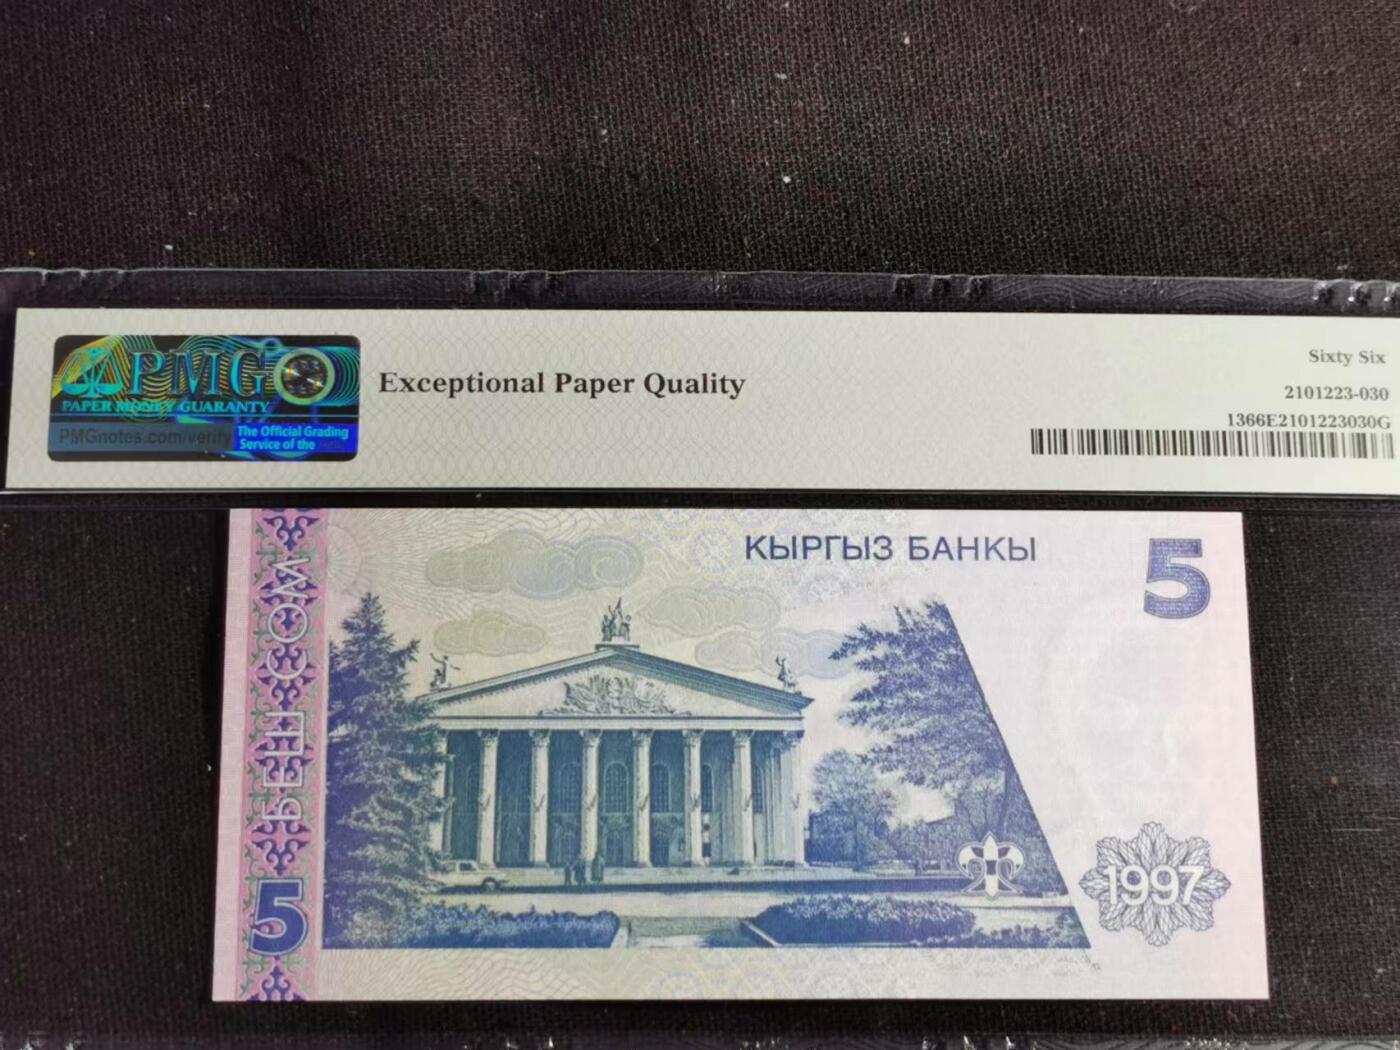 PMG
PAPER MONEY GUARANTY
PMGnotes.com/verify
The Official Grading
Service of the
Exceptional Paper Quality
Sixty Six
2101223-030
1366E2101223030G
КЫРГЫЗ БАНКЫ
5
БЕШ СОМ
5
1997